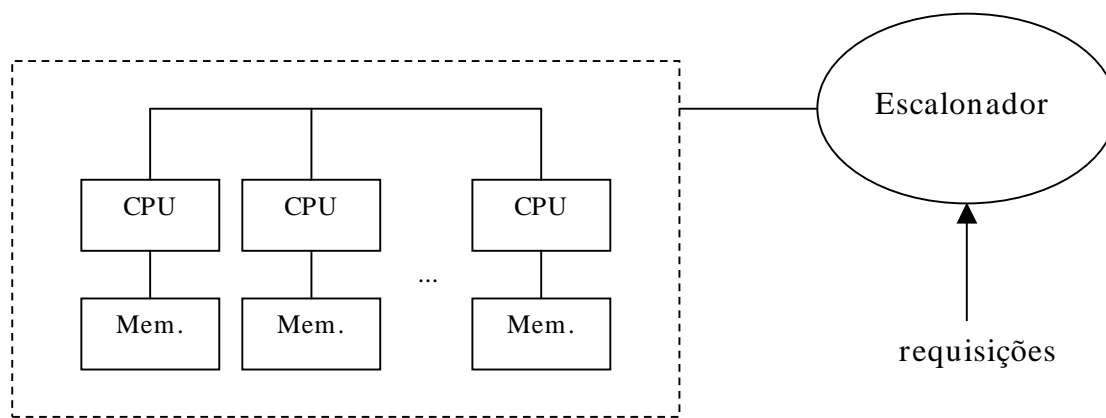 Escalonador
CPU
CPU
CPU
...
Mem.
Mem.
Mem.
requisições